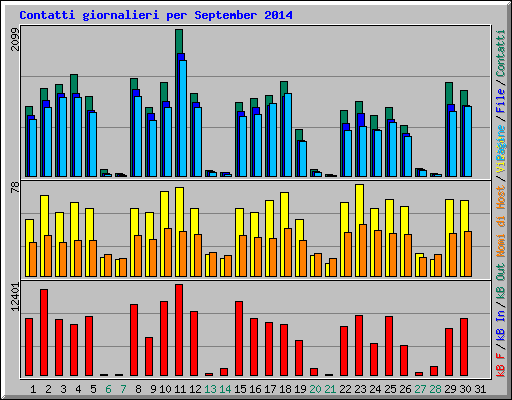 Contatti giornalieri per September 2014
2099
78
12401
kB F / kB In / kB Out Nomi di Host / ViPagine / File / Contatti
1 2 3 4 5 6 7 8 9 10 11 12 13 14 15 16 17 18 19 20 21 22 23 24 25 26 27 28 29 30 31